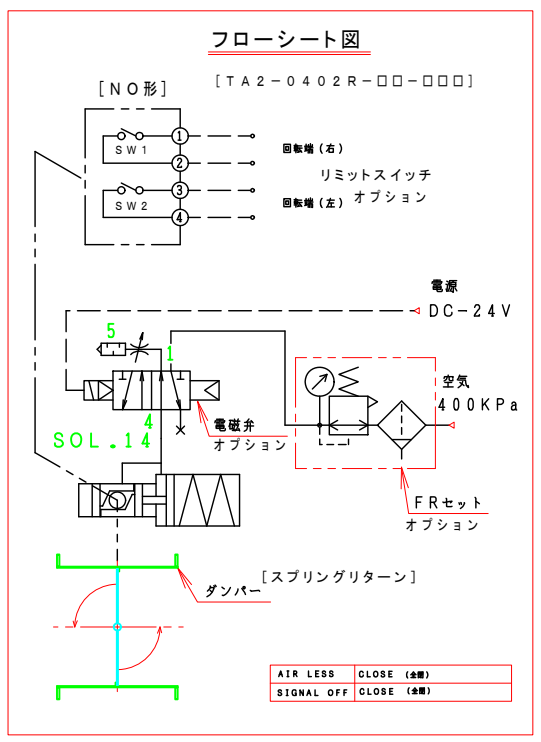 フローシート図
[TA2-0402R-□□-□□□]
[NO形]
1
SW1
2
回転端(右)
リミットスイッチ
オプション
3
SW2
4
回転端(左)
電源
DC-24V
5
1
空気
400KPa
4
電磁弁
オプション
SOL.14
FRセット
オプション
[スプリングリターン]
ダンパー
AIR LESS CLOSE (全閉)
SIGNAL OFF CLOSE (全閉)